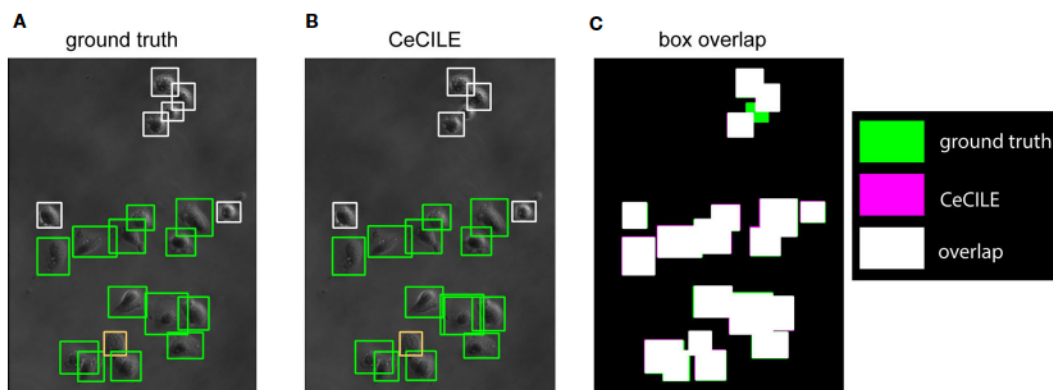 A
ground truth
B
CeCILE
C
box overlap
ground truth
CeCILE
overlap